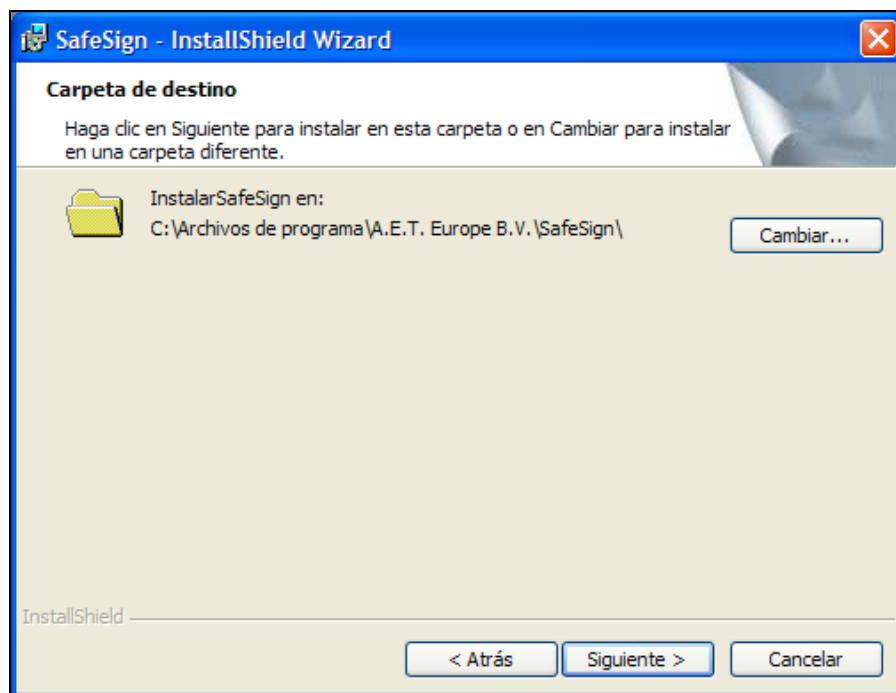 SafeSign - InstallShield Wizard
Carpeta de destino
Haga clic en Siguiente para instalar en esta carpeta o en Cambiar para instalar
en una carpeta diferente.
InstalarSafeSign en:
C:\Archivos de programa\A.E.T. Europe B.V.\SafeSign\
Cambiar...
InstallShield
< Atrás
Siguiente >
Cancelar